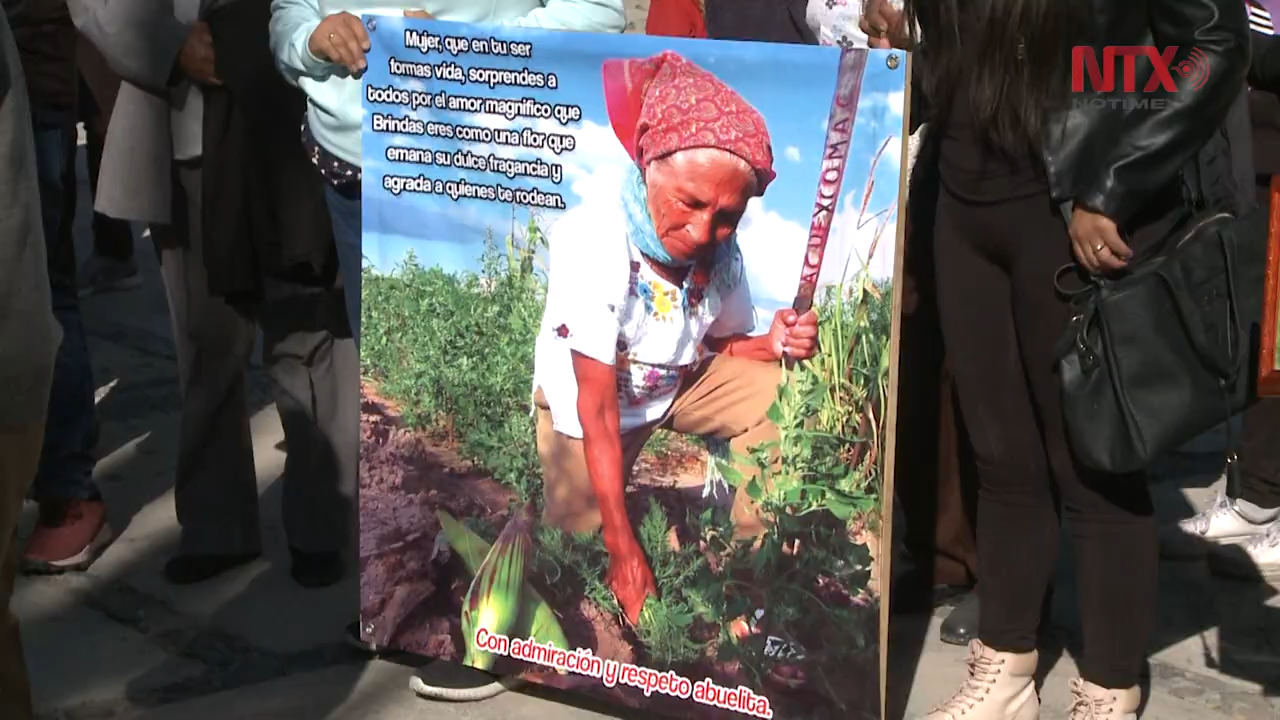 Mujer, que en tu ser
formas vida, sorprendes a
todos por el amor magnifico que
Brindas eres como una flor que
emana su dulce fragancia y
agrada a quienes te rodean.
ACUEXCOMAC
Con admiración y respeto abuelita.
NTX
NOTIMEX